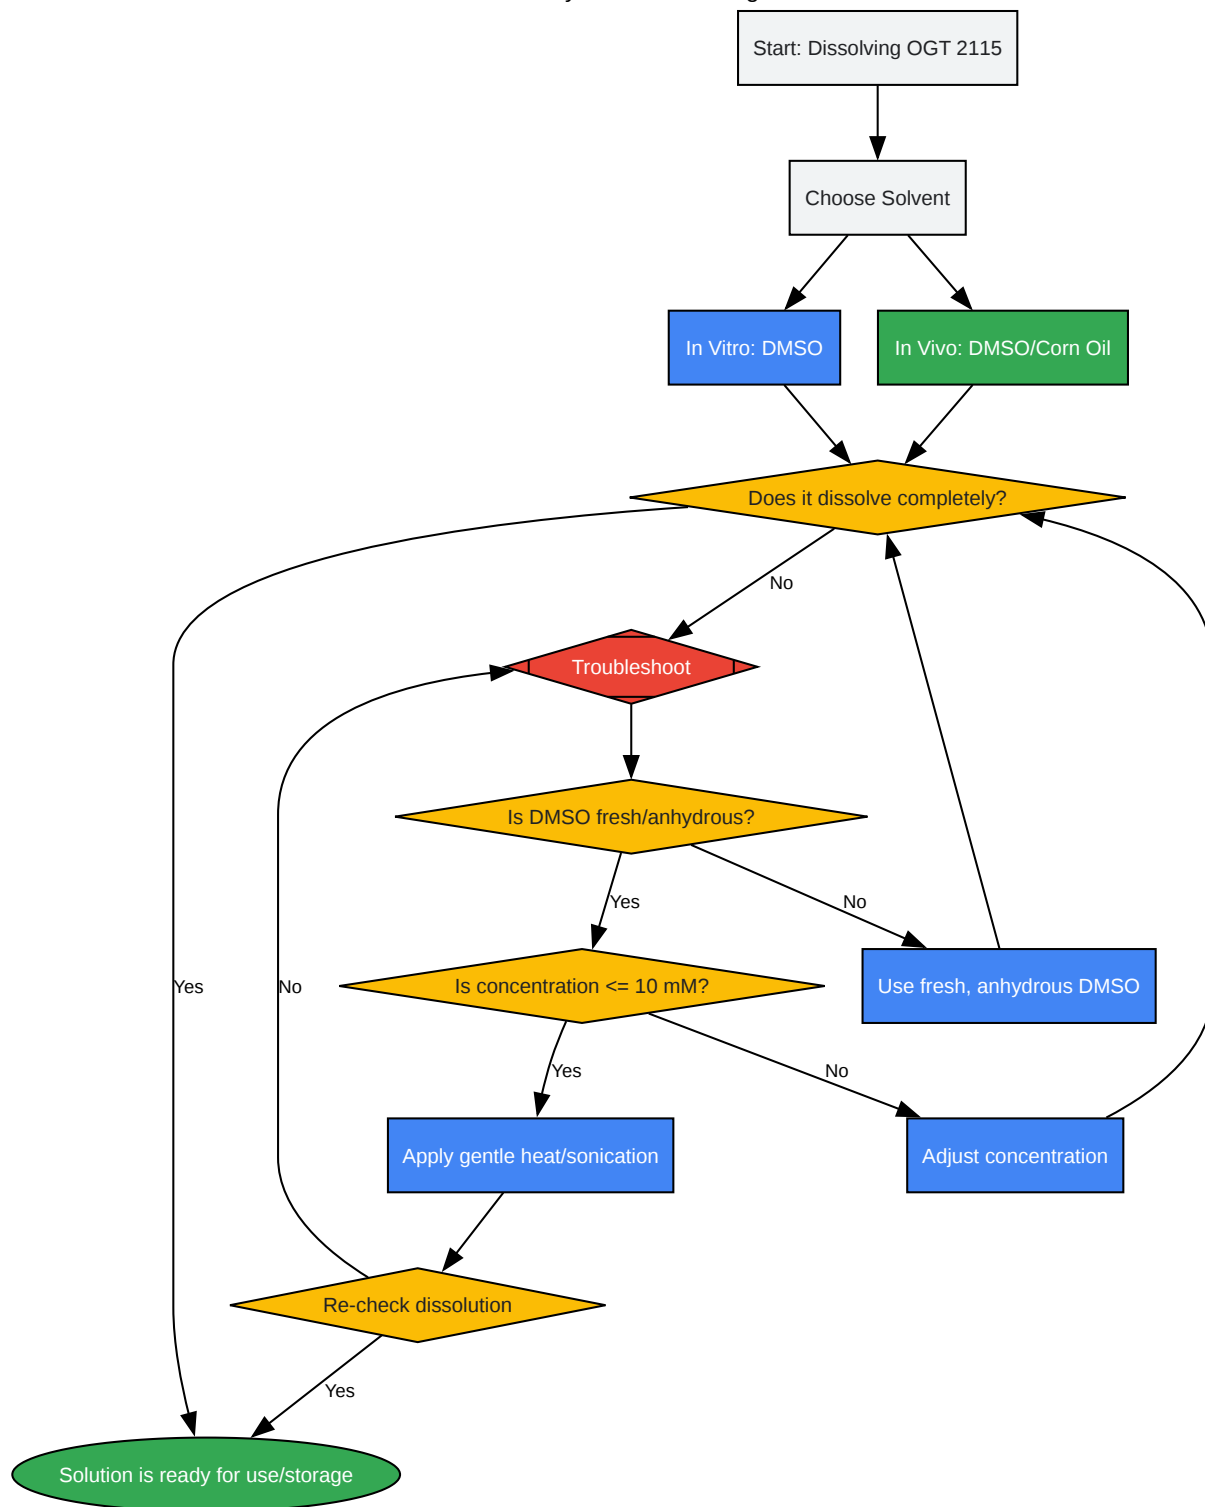 Start: Dissolving OGT 2115
Choose Solvent
In Vitro: DMSO
In Vivo: DMSO/Corn Oil
Does it dissolve completely?
No
Troubleshoot
Is DMSO fresh/anhydrous?
Yes
No
Yes
No
Is concentration <= 10 mM?
Use fresh, anhydrous DMSO
Yes
No
Apply gentle heat/sonication
Adjust concentration
Re-check dissolution
Yes
Solution is ready for use/storage